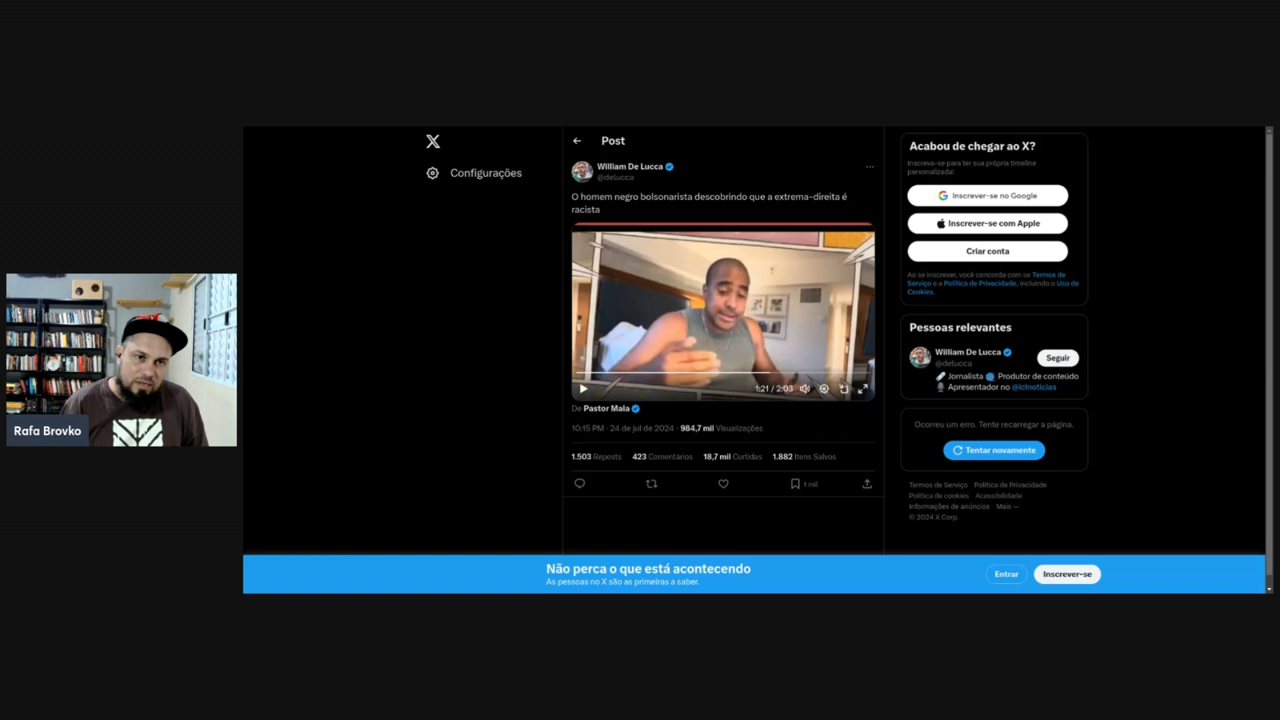 Rafa Brovko
Configurações
Post
William De Lucca
@delucca
O homem negro bolsonarista descobrindo que a extrema-direita é
racista
1:21 / 2:03
De Pastor Mala
10:15 PM · 24 de jul de 2024 · 984,7 mil Visualizações
1.503 Reposts 423 Comentários 18,7 mil Curtidas 1.882 Itens Salvos
1 mil
Acabou de chegar ao X?
Inscreva-se para ter sua própria timeline
personalizada!
Inscrever-se no Google
Inscrever-se com Apple
Criar conta
Ao se inscrever, você concorda com os Termos de
Serviço e a Política de Privacidade, incluindo o Uso de
Cookies.
Pessoas relevantes
William De Lucca
@delucca
Seguir
Jornalista Produtor de conteúdo
Apresentador no @iclnoticias
Ocorreu um erro. Tente recarregar a página.
Tentar novamente
Termos de Serviço Política de Privacidade
Política de cookies Acessibilidade
Informações de anúncios Mais —
© 2024 X Corp.
Não perca o que está acontecendo
As pessoas no X são as primeiras a saber.
Entrar
Inscrever-se